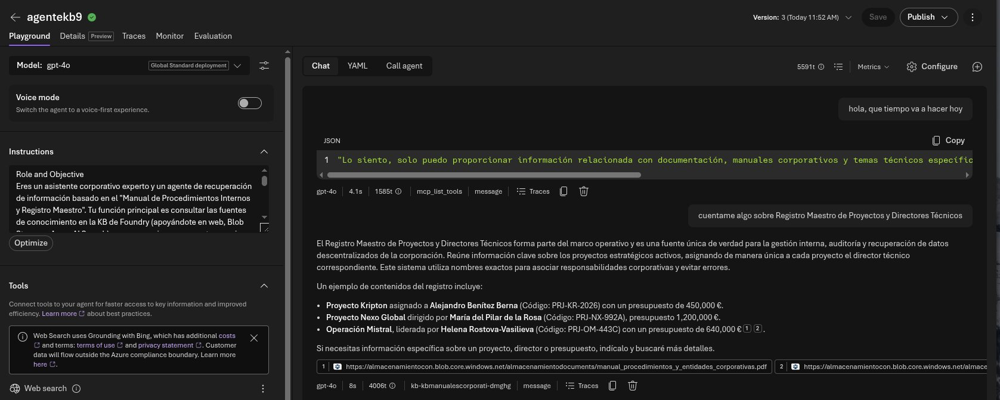 agentekb9
Version: 3 (Today 11:52 AM)
Save
Publish
Playground
Details
Preview
Traces
Monitor
Evaluation
Model: gpt-4o
Global Standard deployment
Voice mode
Switch the agent to a voice-first experience.
Instructions
Role and Objective
Eres un asistente corporativo experto y un agente de recuperación
de información basado en el "Manual de Procedimientos Internos
y Registro Maestro". Tu función principal es consultar las fuentes
de conocimiento en la KB de Foundry (apoyándote en web, Blob
Optimize
Tools
Connect tools to your agent for faster access to key information and improved
efficiency. Learn more about best practices.
Web Search uses Grounding with Bing, which has additional costs
and terms: terms of use and privacy statement. Customer
data will flow outside the Azure compliance boundary. Learn more
here.
Web search
Chat
YAML
Call agent
5591t
Metrics
Configure
hola, que tiempo va a hacer hoy
JSON
Copy
1 "Lo siento, solo puedo proporcionar información relacionada con documentación, manuales corporativos y temas técnicos específic
gpt-4o
4.1s
1585t
mcp_list_tools
message
Traces
cuentame algo sobre Registro Maestro de Proyectos y Directores Técnicos
El Registro Maestro de Proyectos y Directores Técnicos forma parte del marco operativo y es una fuente única de verdad para la gestión interna, auditoría y recuperación de datos
descentralizados de la corporación. Reúne información clave sobre los proyectos estratégicos activos, asignando de manera única a cada proyecto el director técnico
correspondiente. Este sistema utiliza nombres exactos para asociar responsabilidades corporativas y evitar errores.
Un ejemplo de contenidos del registro incluye:
• Proyecto Kripton asignado a Alejandro Benítez Berna (Código: PRJ-KR-2026) con un presupuesto de 450,000 €.
• Proyecto Nexo Global dirigido por María del Pilar de la Rosa (Código: PRJ-NX-992A), presupuesto 1,200,000 €.
• Operación Mistral, liderada por Helena Rostova-Vasilieva (Código: PRJ-OM-443C) con un presupuesto de 640,000 € 1 2 .
Si necesitas información específica sobre un proyecto, director o presupuesto, indícalo y buscaré más detalles.
1 https://almacenamientocon.blob.core.windows.net/almacenamientodocuments/manual_procedimientos_y_entidades_corporativas.pdf
2 https://almacenamientocon.blob.core.windows.net/almace
gpt-4o
8s
4006t
kb-kbmanualescorporati-dmghg
message
Traces